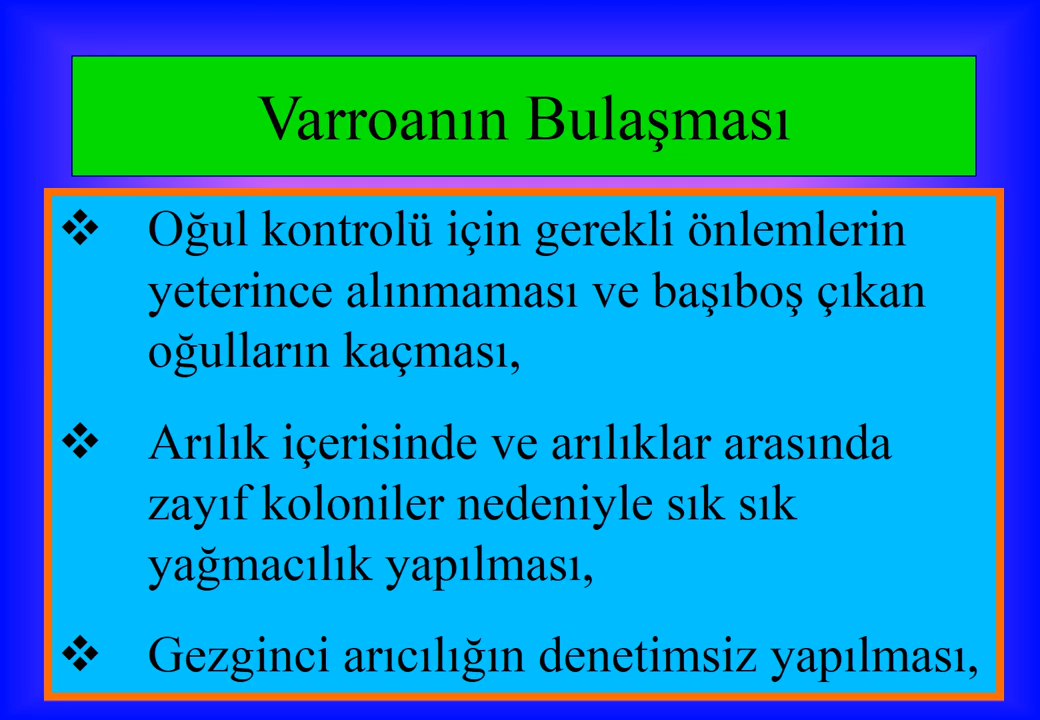 Varroanın Bulaşması
❖ Oğul kontrolü için gerekli önlemlerin
yeterince alınmaması ve başıboş çıkan
oğulların kaçması,
❖ Arılık içerisinde ve arılıklar arasında
zayıf koloniler nedeniyle sık sık
yağmacılık yapılması,
❖ Gezginci arıcılığın denetimsiz yapılması,